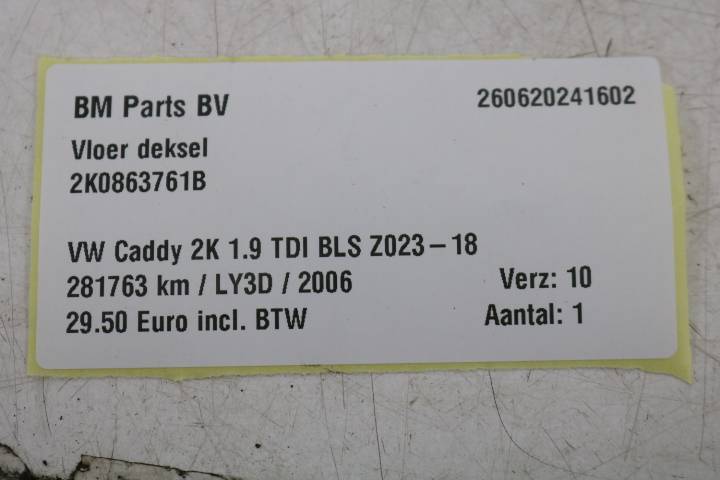 BM Parts BV 260620241602
Vloer deksel
2K0863761B
VW Caddy 2K 1.9 TDI BLS Z023-18
281763 km / LY3D / 2006 Verz: 10
29.50 Euro incl. BTW Aantal: 1